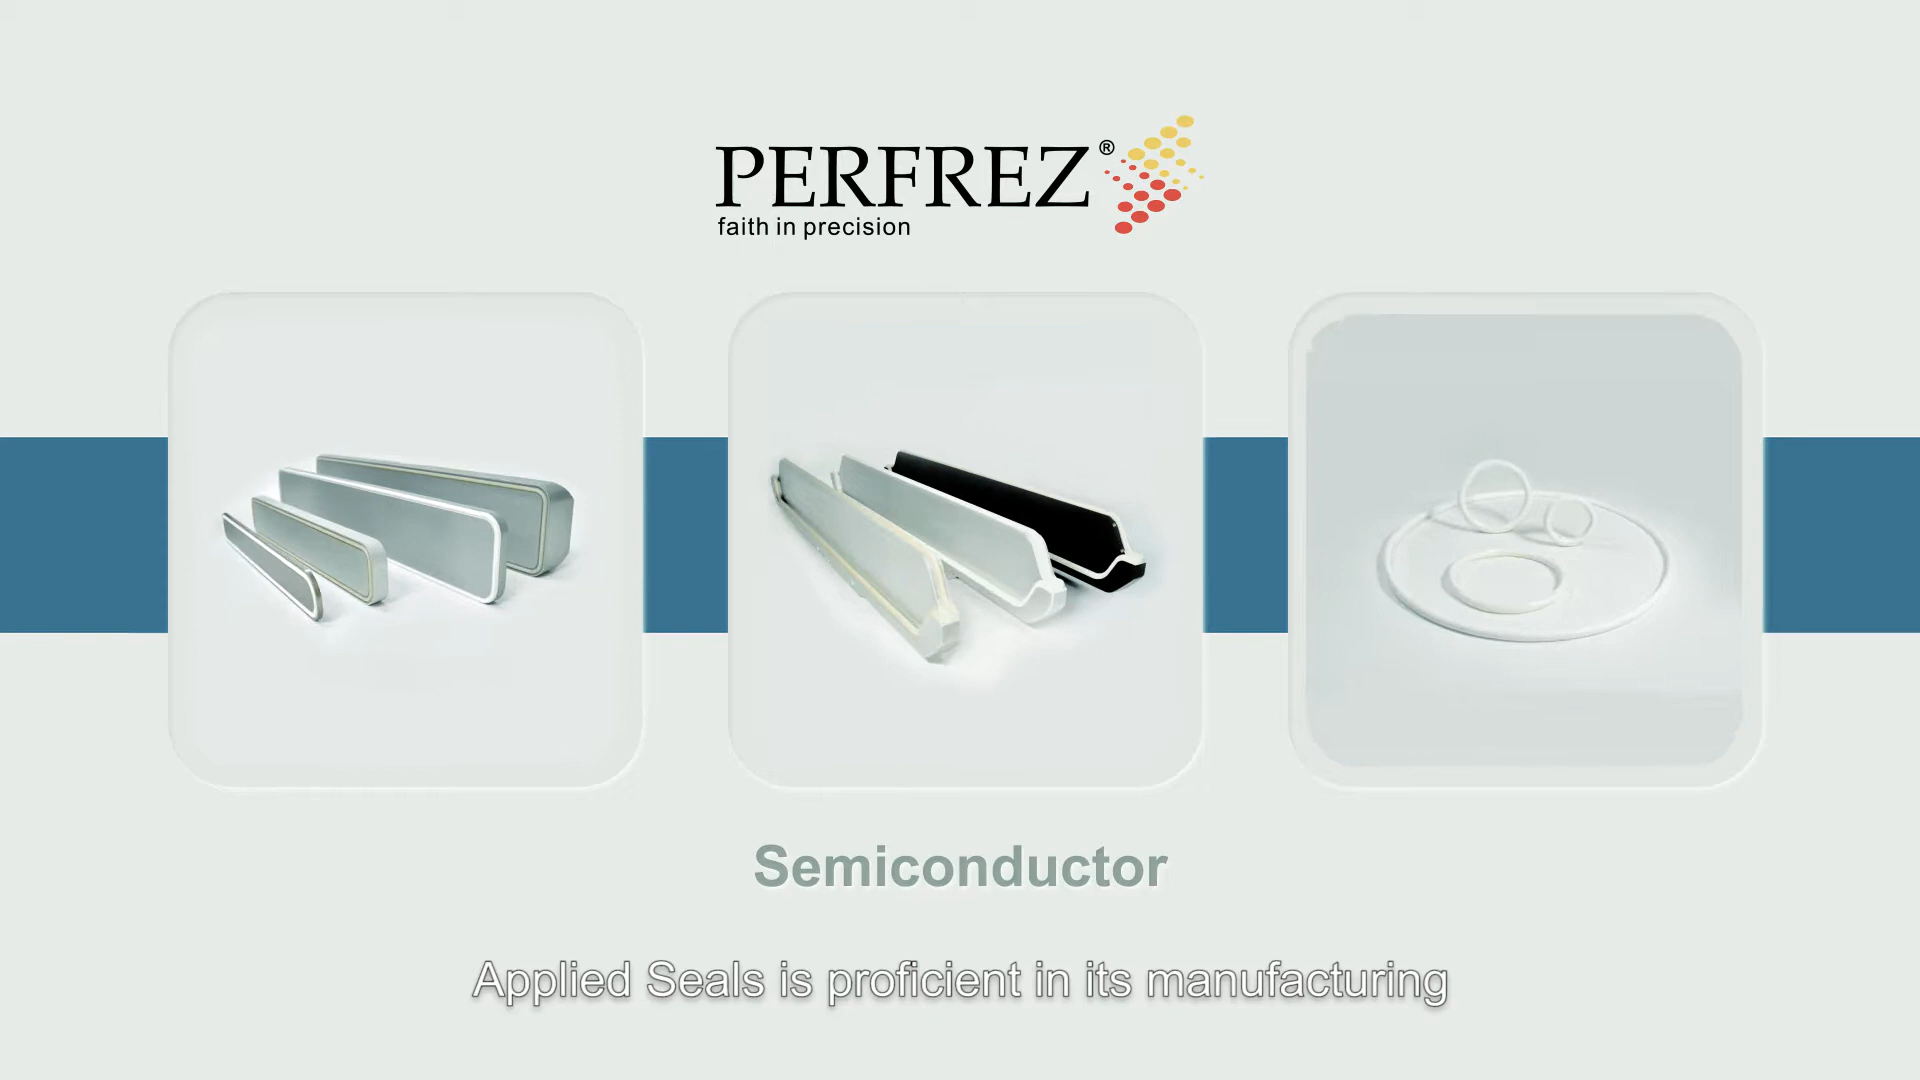 PERFREZ®
faith in precision
Semiconductor
Applied Seals is proficient in its manufacturing